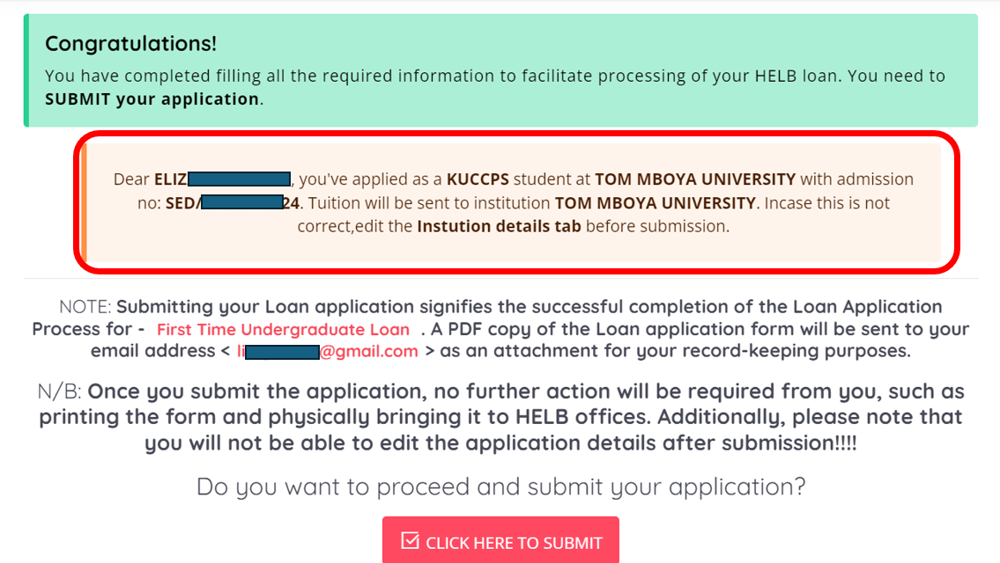 Congratulations!
You have completed filling all the required information to facilitate processing of your HELB loan. You need to
SUBMIT your application.
Dear ELIZ, you've applied as a KUCCPS student at TOM MBOYA UNIVERSITY with admission
no: SED/24. Tuition will be sent to institution TOM MBOYA UNIVERSITY. Incase this is not
correct,edit the Instution details tab before submission.
NOTE: Submitting your Loan application signifies the successful completion of the Loan Application
Process for - First Time Undergraduate Loan . A PDF copy of the Loan application form will be sent to your
email address < li@gmail.com > as an attachment for your record-keeping purposes.
N/B: Once you submit the application, no further action will be required from you, such as
printing the form and physically bringing it to HELB offices. Additionally, please note that
you will not be able to edit the application details after submission!!!!
Do you want to proceed and submit your application?
CLICK HERE TO SUBMIT